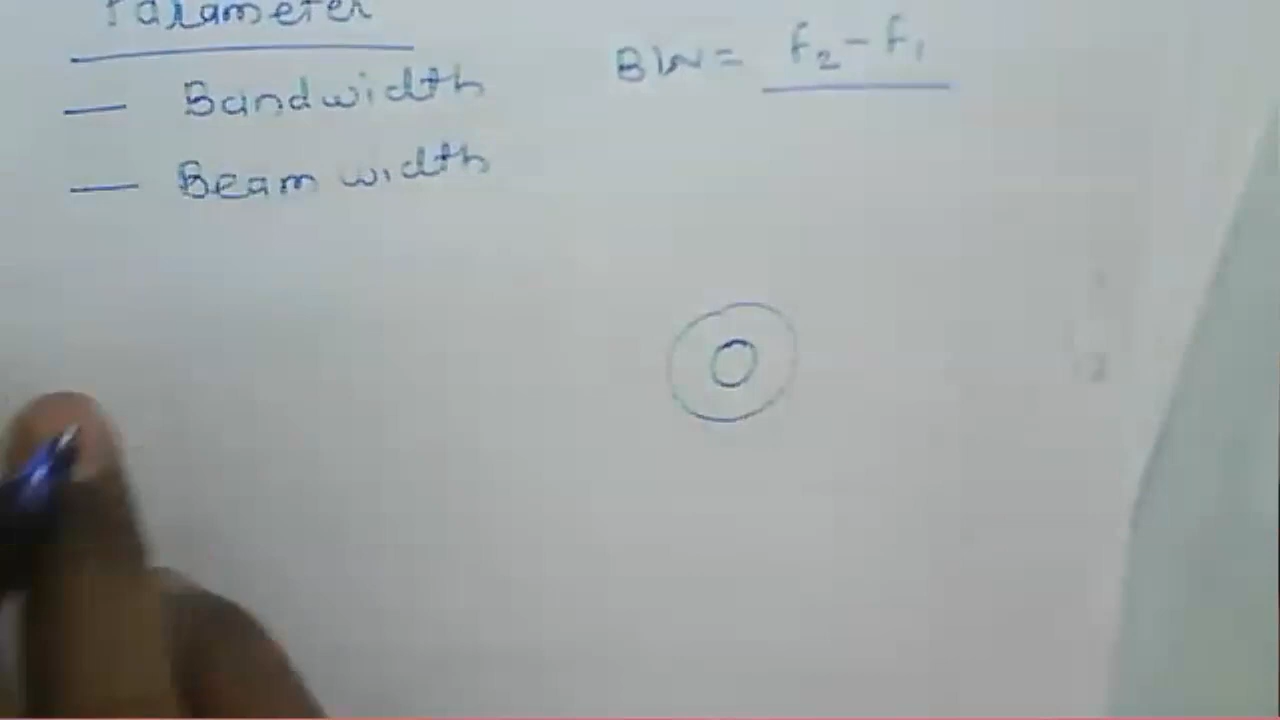 Parameter
— Bandwidth
— Beam width
BW = F₂ - F₁